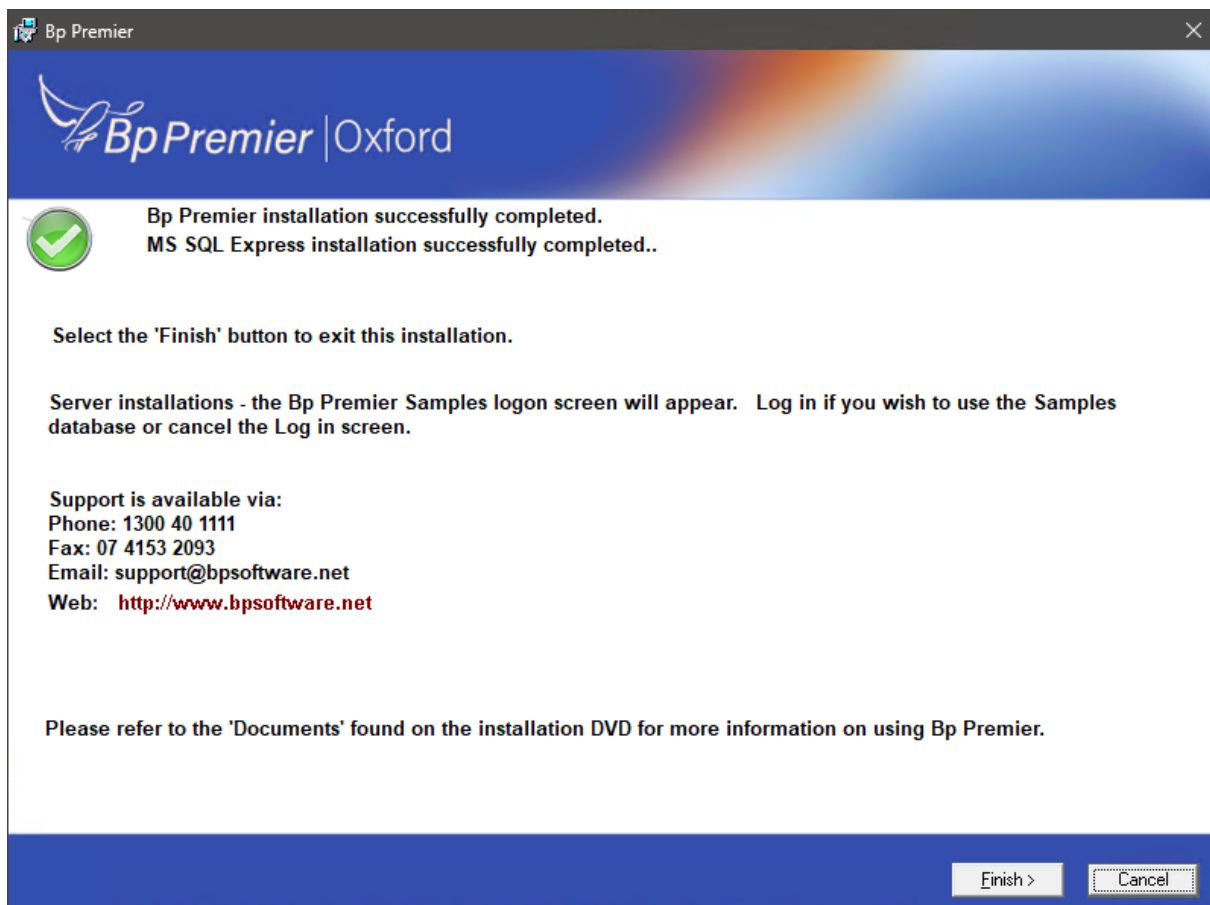 Bp Premier
Bp Premier | Oxford
Bp Premier installation successfully completed.
MS SQL Express installation successfully completed..
Select the 'Finish' button to exit this installation.
Server installations - the Bp Premier Samples logon screen will appear. Log in if you wish to use the Samples
database or cancel the Log in screen.
Support is available via:
Phone: 1300 40 1111
Fax: 07 4153 2093
Email: support@bpsoftware.net
Web: http://www.bpsoftware.net
Please refer to the 'Documents' found on the installation DVD for more information on using Bp Premier.
Finish > Cancel